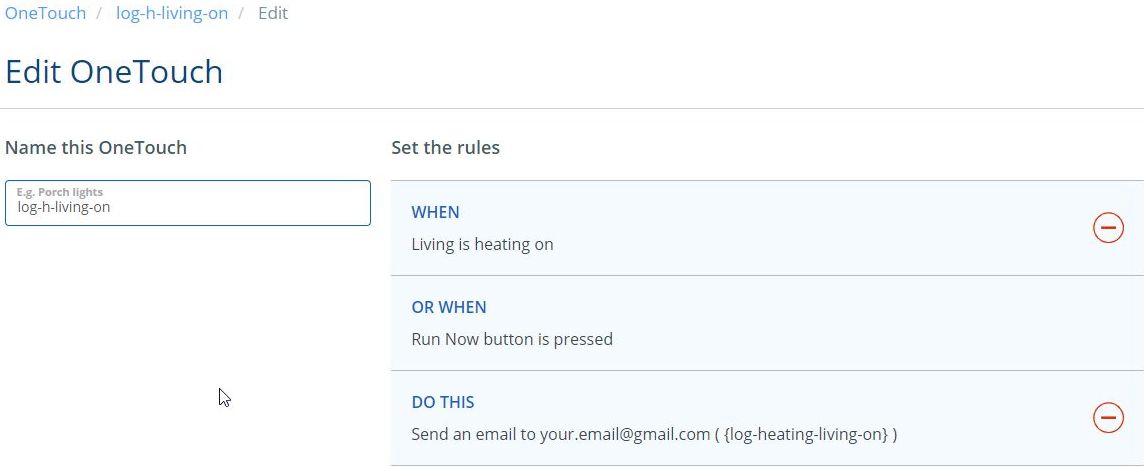 OneTouch / log-h-living-on / Edit
Edit OneTouch
Name this OneTouch
E.g. Porch lights
log-h-living-on
Set the rules
WHEN
Living is heating on
OR WHEN
Run Now button is pressed
DO THIS
Send an email to your.email@gmail.com ( {log-heating-living-on} )